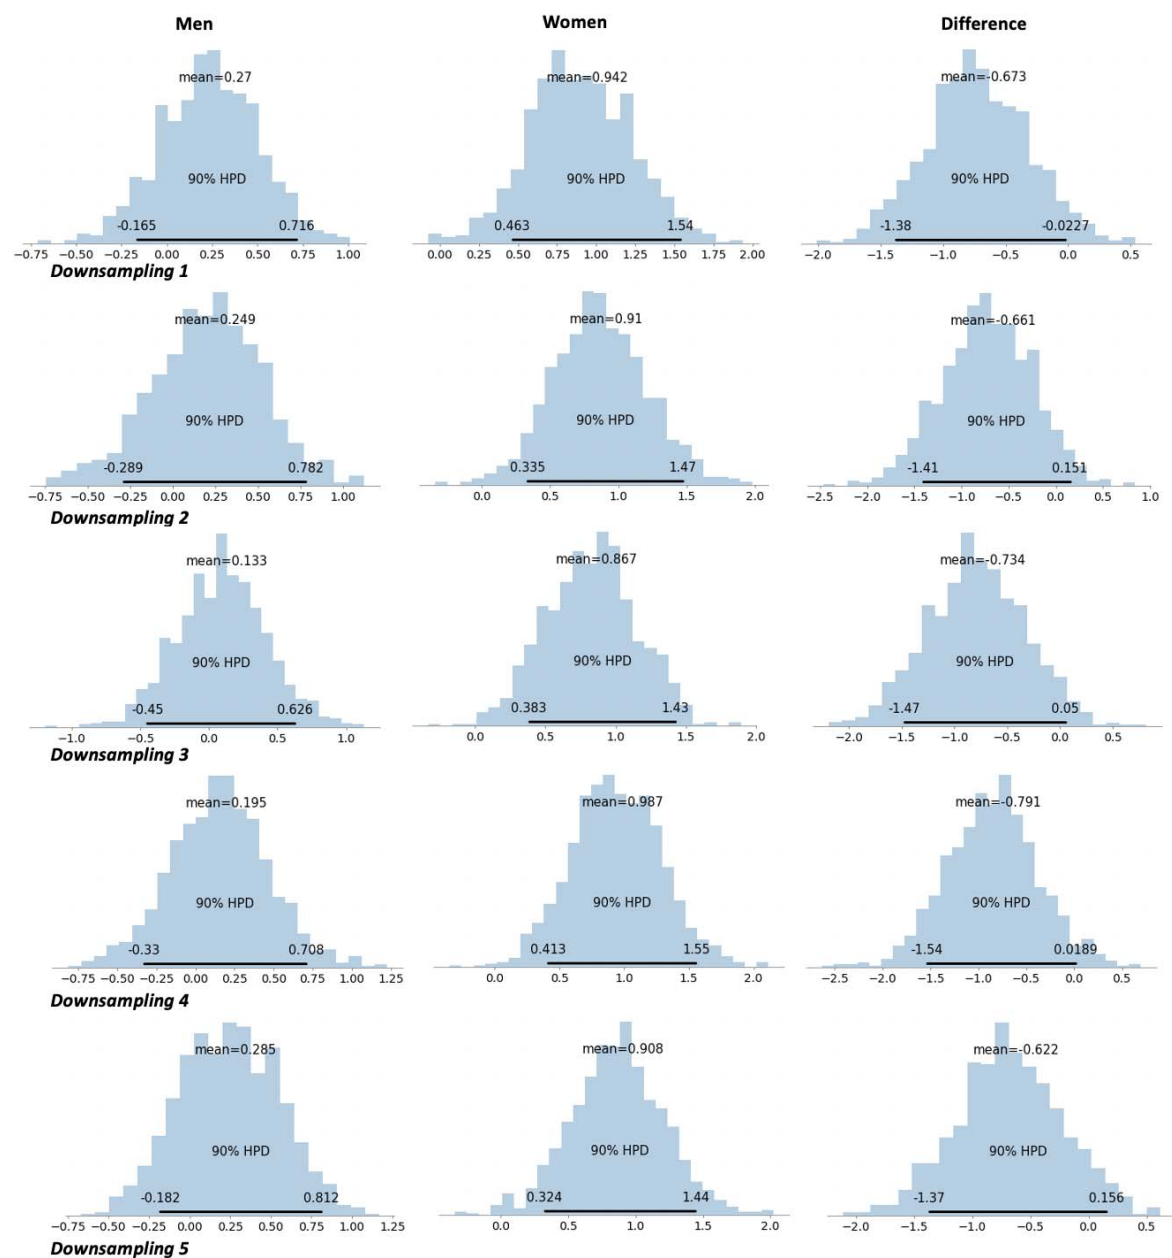 Men Women Difference
mean=0.27 mean=0.942 mean=-0.673
90% HPD 90% HPD 90% HPD
-0.165 0.716 0.463 1.54 -1.38 -0.0227
−0.75 −0.50 −0.25 0.00 0.25 0.50 0.75 1.00 0.00 0.25 0.50 0.75 1.00 1.25 1.50 1.75 2.00 −2.0 −1.5 −1.0 −0.5 0.0 0.5
Downsampling 1
mean=0.249 mean=0.91 mean=-0.661
90% HPD 90% HPD 90% HPD
-0.289 0.782 0.335 1.47 -1.41 0.151
−0.75 −0.50 −0.25 0.00 0.25 0.50 0.75 1.00 0.0 0.5 1.0 1.5 2.0 −2.5 −2.0 −1.5 −1.0 −0.5 0.0 0.5 1.0
Downsampling 2
mean=0.133 mean=0.867 mean=-0.734
90% HPD 90% HPD 90% HPD
-0.45 0.626 0.383 1.43 -1.47 0.05
−1.0 −0.5 0.0 0.5 1.0 0.0 0.5 1.0 1.5 2.0 −2.0 −1.5 −1.0 −0.5 0.0 0.5
Downsampling 3
mean=0.195 mean=0.987 mean=-0.791
90% HPD 90% HPD 90% HPD
-0.33 0.708 0.413 1.55 -1.54 0.0189
−0.75 −0.50 −0.25 0.00 0.25 0.50 0.75 1.00 1.25 0.0 0.5 1.0 1.5 2.0 −2.5 −2.0 −1.5 −1.0 −0.5 0.0 0.5
Downsampling 4
mean=0.285 mean=0.908 mean=-0.622
90% HPD 90% HPD 90% HPD
-0.182 0.812 0.324 1.44 -1.37 0.156
−0.75 −0.50 −0.25 0.00 0.25 0.50 0.75 1.00 1.25 0.0 0.5 1.0 1.5 2.0 −2.0 −1.5 −1.0 −0.5 0.0 0.5
Downsampling 5